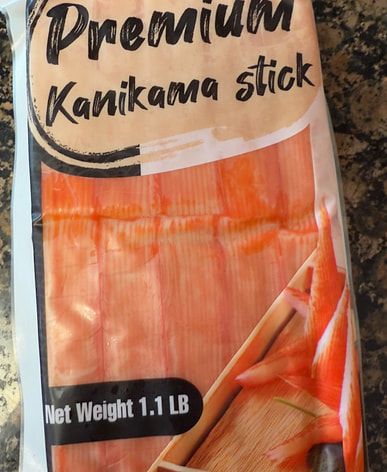 Premium
Kanikama stick
Net Weight 1.1 LB